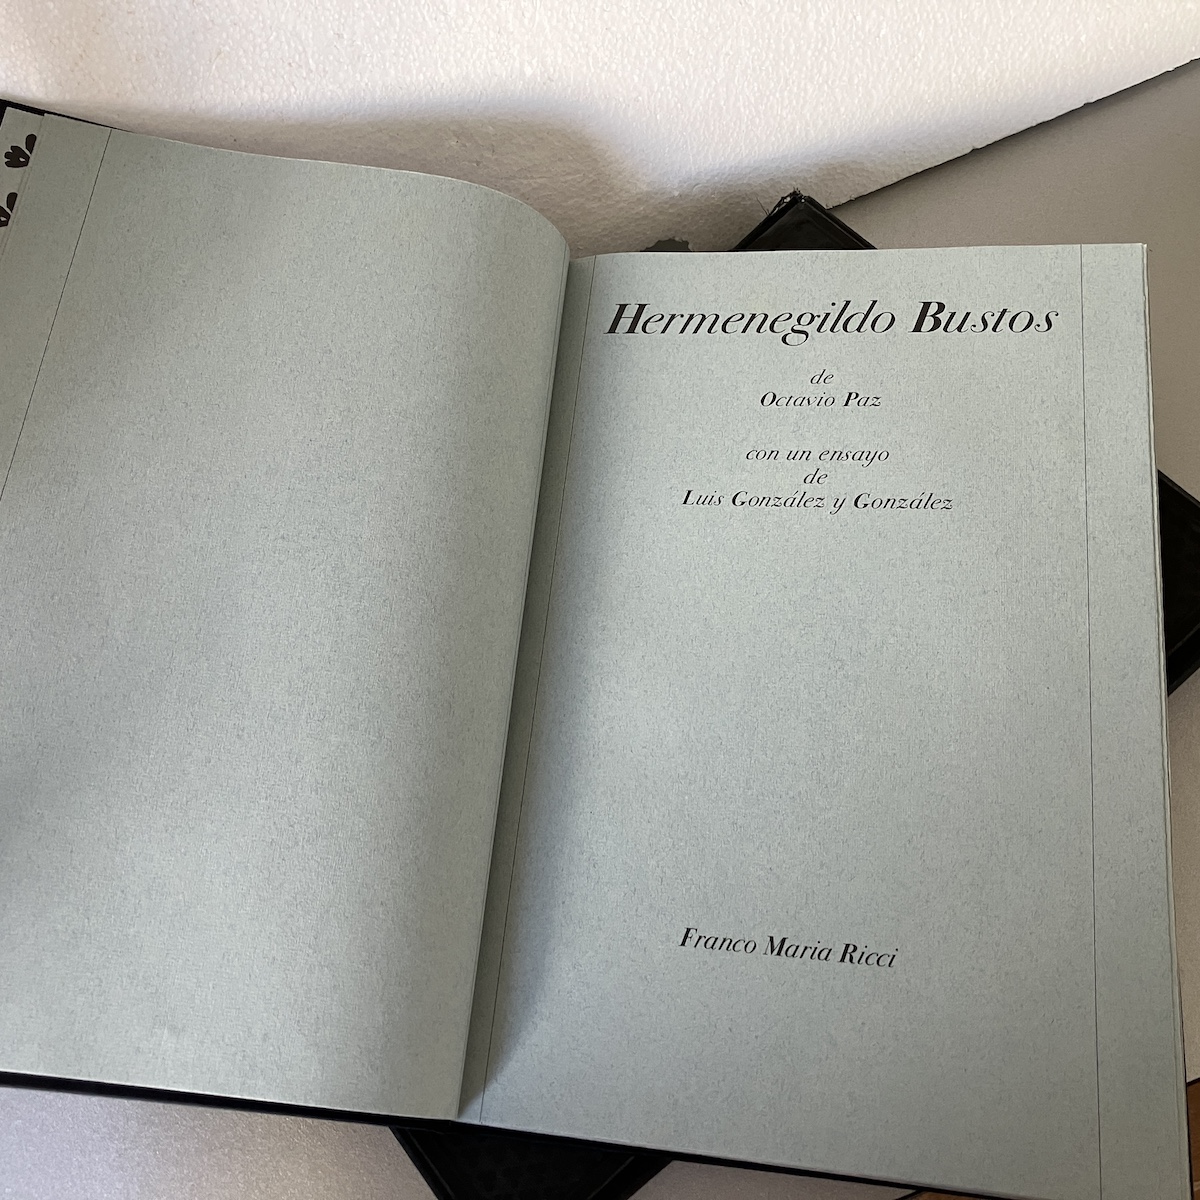 Hermenegildo Bustos
de
Octavio Paz
con un ensayo
de
Luis González y González
Franco Maria Ricci